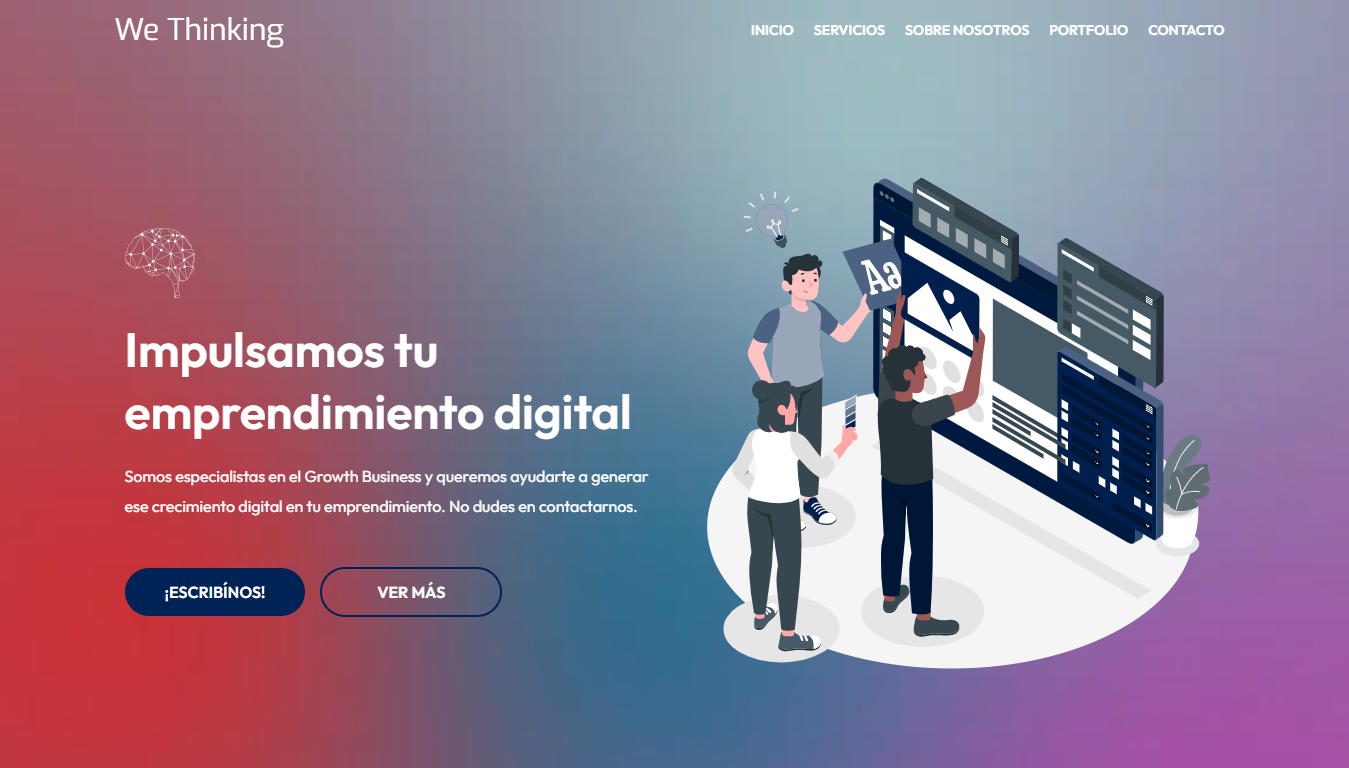 We Thinking
INICIO SERVICIOS SOBRE NOSOTROS PORTFOLIO CONTACTO
Aa
Impulsamos tu
emprendimiento digital
Somos especialistas en el Growth Business y queremos ayudarte a generar
ese crecimiento digital en tu emprendimiento. No dudes en contactarnos.
¡ESCRIBÍNOS! VER MÁS